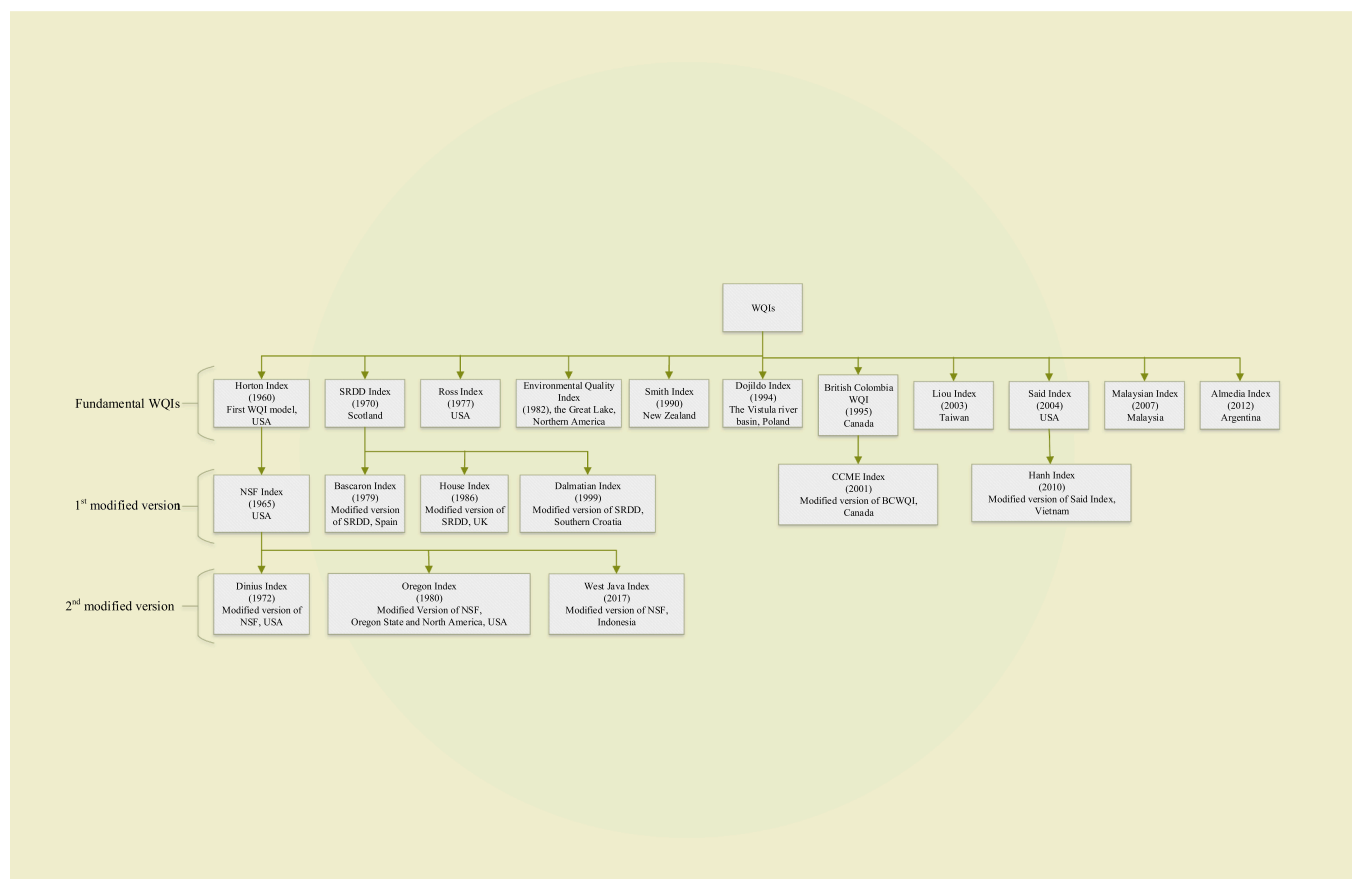 WQIs
Fundamental WQIs
Horton Index
(1960)
First WQI model,
USA
SRDD Index
(1970)
Scotland
Ross Index
(1977)
USA
Environmental Quality
Index
(1982), the Great Lake,
Northern America
Smith Index
(1990)
New Zealand
Dojildo Index
(1994)
The Vistula river
basin, Poland
British Colombia
WQI
(1995)
Canada
Liou Index
(2003)
Taiwan
Said Index
(2004)
USA
Malaysian Index
(2007)
Malaysia
Almedia Index
(2012)
Argentina
1st modified version
NSF Index
(1965)
USA
Bascaron Index
(1979)
Modified version
of SRDD, Spain
House Index
(1986)
Modified version of
SRDD, UK
Dalmatian Index
(1999)
Modified version of SRDD,
Southern Croatia
CCME Index
(2001)
Modified version of BCWQI,
Canada
Hanh Index
(2010)
Modified version of Said Index,
Vietnam
2nd modified version
Dinius Index
(1972)
Modified version of
NSF, USA
Oregon Index
(1980)
Modified Version of NSF,
Oregon State and North America, USA
West Java Index
(2017)
Modified version of NSF,
Indonesia